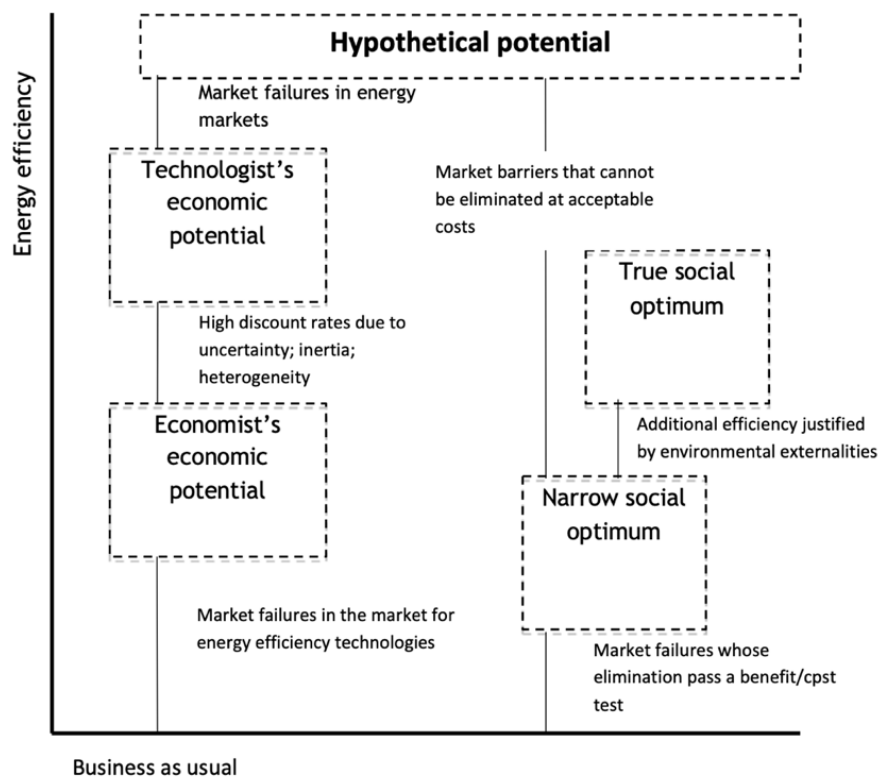 Hypothetical potential
Energy efficiency
Market failures in energy
markets
Technologist's
economic
potential
Market barriers that cannot
be eliminated at acceptable
costs
True social
optimum
High discount rates due to
uncertainty; inertia;
heterogeneity
Economist's
economic
potential
Additional efficiency justified
by environmental externalities
Narrow social
optimum
Market failures in the market for
energy efficiency technologies
Market failures whose
elimination pass a benefit/cpst
test
Business as usual